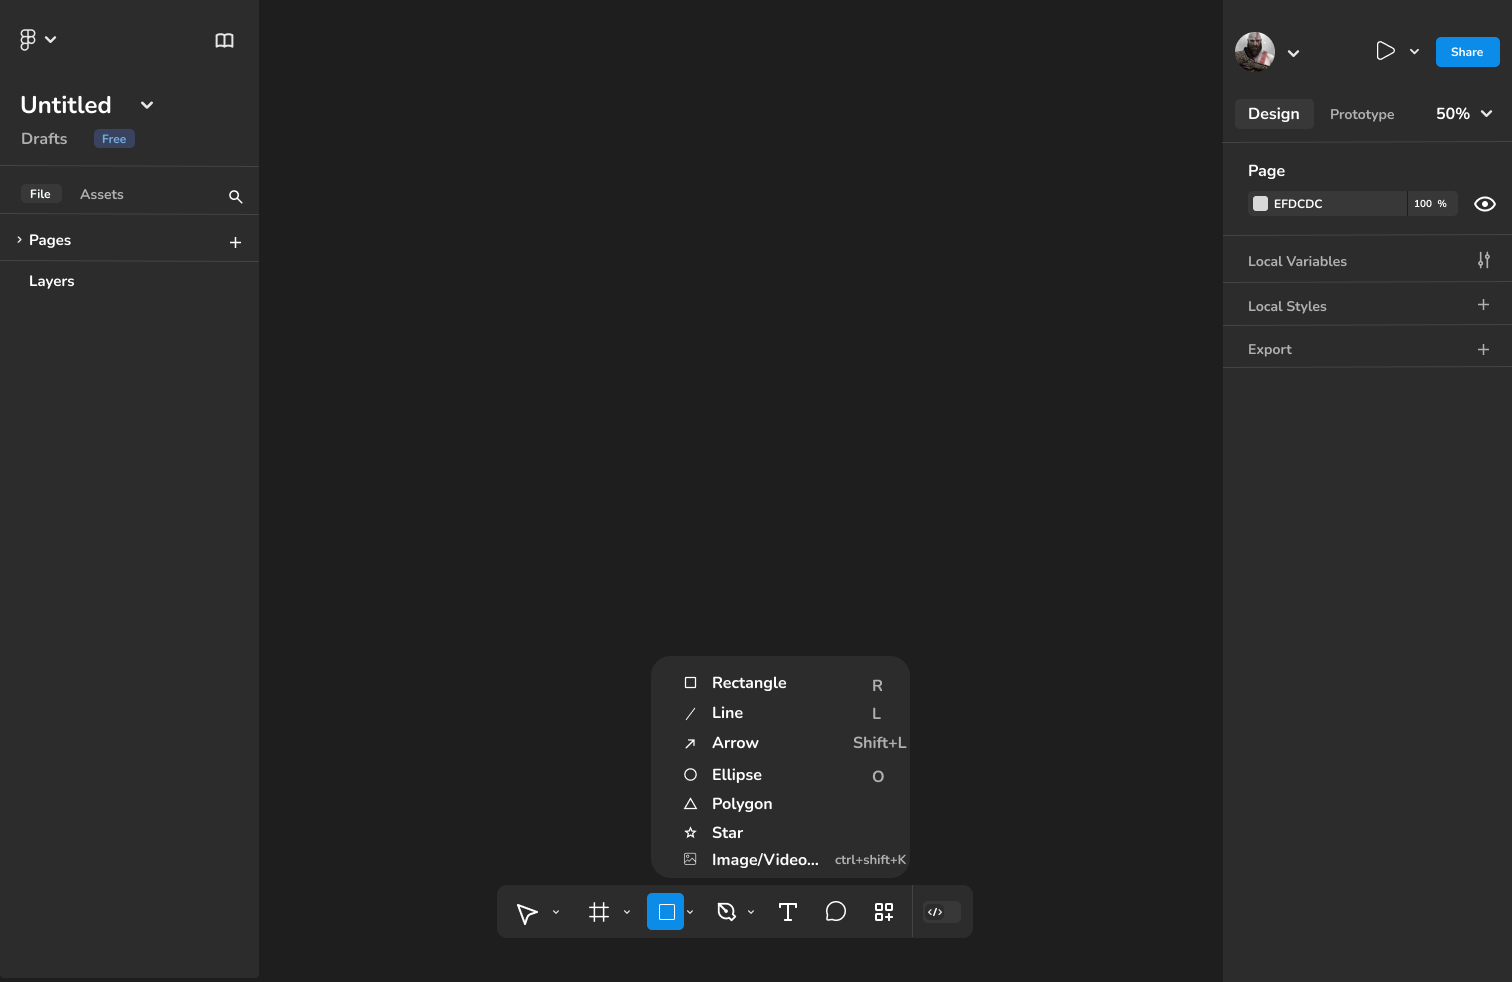 Untitled
Drafts Free
File Assets
Pages
Layers
Share
Design Prototype 50%
Page
EFDCDC 100 %
Local Variables
Local Styles
Export
Rectangle R
Line L
Arrow Shift+L
Ellipse O
Polygon
Star
Image/Video... ctrl+shift+K